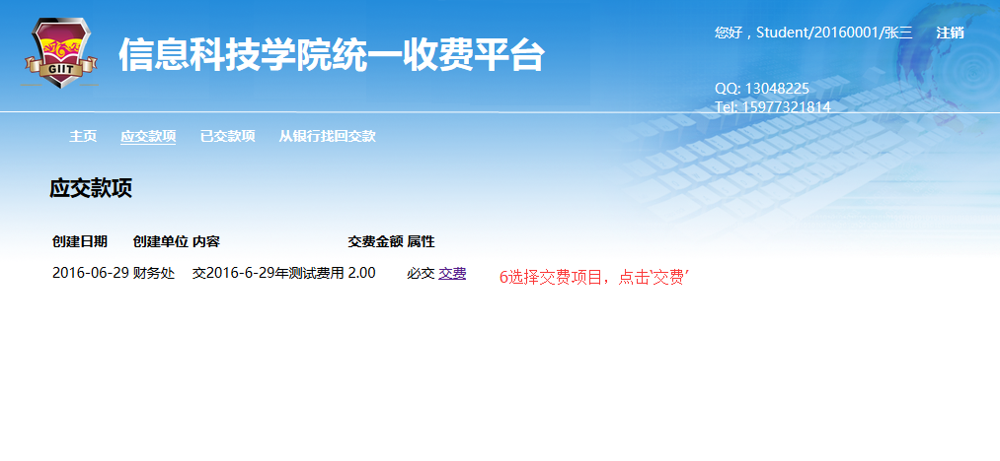 GIIT
信息科技学院统一收费平台
您好，Student/20160001/张三 注销
QQ: 13048225
Tel: 15977321814
主页 应交款项 已交款项 从银行找回交款
应交款项
创建日期 创建单位 内容 交费金额 属性
2016-06-29 财务处 交2016-6-29年测试费用 2.00 必交 交费
6选择交费项目，点击‘交费’